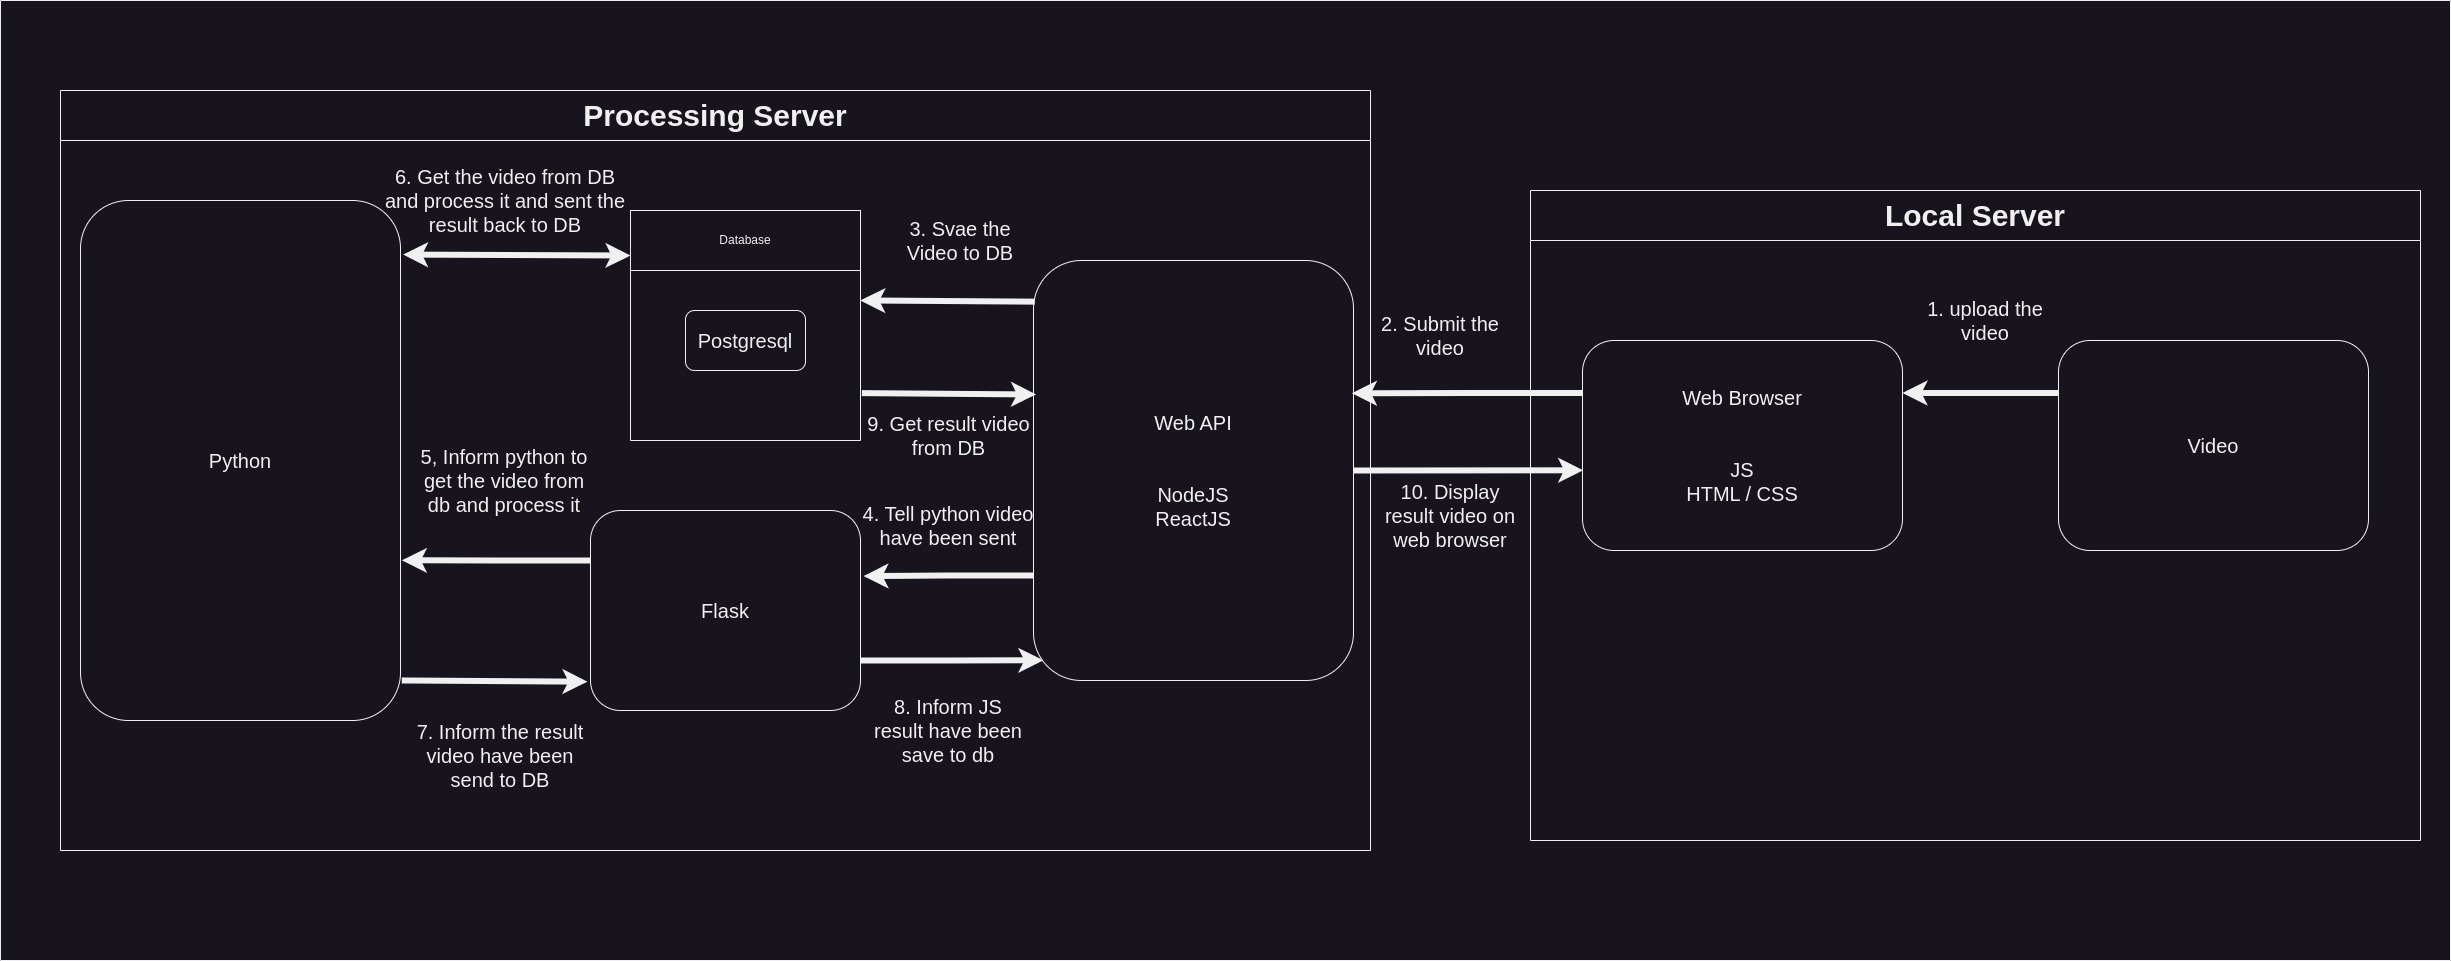 Processing Server
6. Get the video from DB
and process it and sent the
result back to DB
Database
3. Svae the
Video to DB
Postgresql
9. Get result video
from DB
Python
5, Inform python to
get the video from
db and process it
4. Tell python video
have been sent
Web API
NodeJS
ReactJS
Flask
7. Inform the result
video have been
send to DB
8. Inform JS
result have been
save to db
2. Submit the
video
10. Display
result video on
web browser
Local Server
1. upload the
video
Web Browser
JS
HTML / CSS
Video